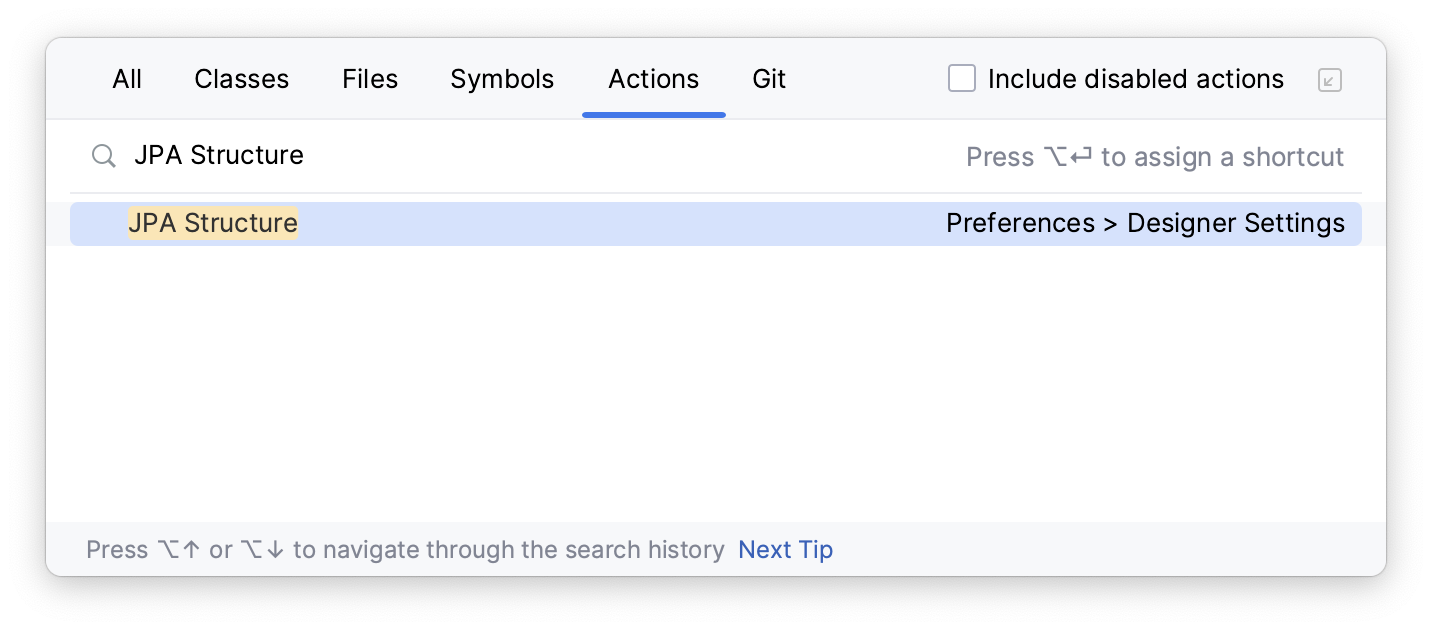 All Classes Files Symbols Actions Git Include disabled actions
JPA Structure Press ⌥↵ to assign a shortcut
JPA Structure Preferences > Designer Settings
Press ⌥↑ or ⌥↓ to navigate through the search history Next Tip